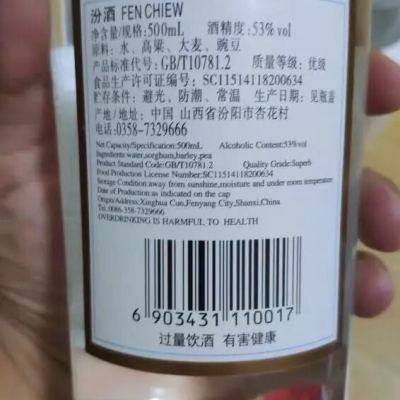 汾酒 FEN CHIEW
净含量/规格:500mL 酒精度:53%vol
原料: 水、高粱、大麦、豌豆
产品标准代号:GB/T10781.2 质量等级: 优级
食品生产许可证编号: SC11514118200634
贮存条件: 避光、防潮、常温 生产日期: 见瓶盖
产地/地址: 中国 山西省汾阳市杏花村
电话:0358-7329666
Net Capacity/Specification:500mL Alcoholic Content:53%vol
Ingredients:water,sorghum,barley,pea
Product Standard Code:GB/T10781.2 Quality Grade:Superb
Food Production License Number:SC11514118200634
Storage Condition:away from sunshine,moisture and under room temperature
Date of Production:as indicated on the cap
Origin/Address:Xinghua Cun,Fenyang City,Shanxi,China
Tel:0086-358-7329666
OVERDRINKING IS HARMFUL TO HEALTH
6 903431 110017
过量饮酒 有害健康